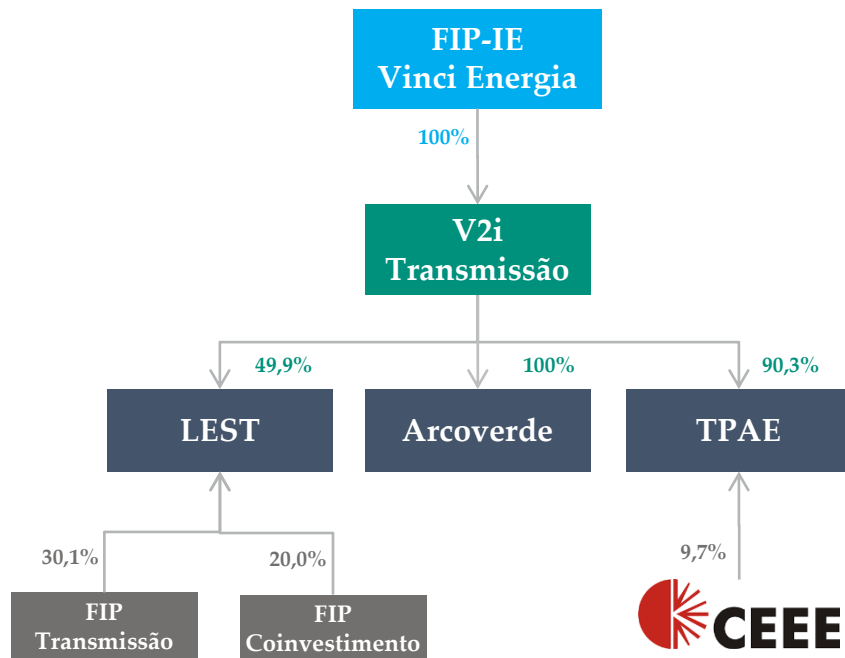 FIP-IE
Vinci Energia
100%
V2i
Transmissão
49,9%
100%
90,3%
LEST
Arcoverde
TPAE
30,1%
20,0%
9,7%
FIP
Transmissão
FIP
Coinvestimento
CEEE